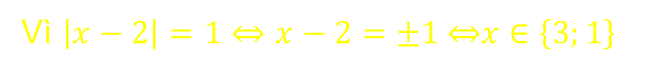 Vì |x − 2| = 1 ⇔ x − 2 = ±1 ⇔x ∈ {3; 1}